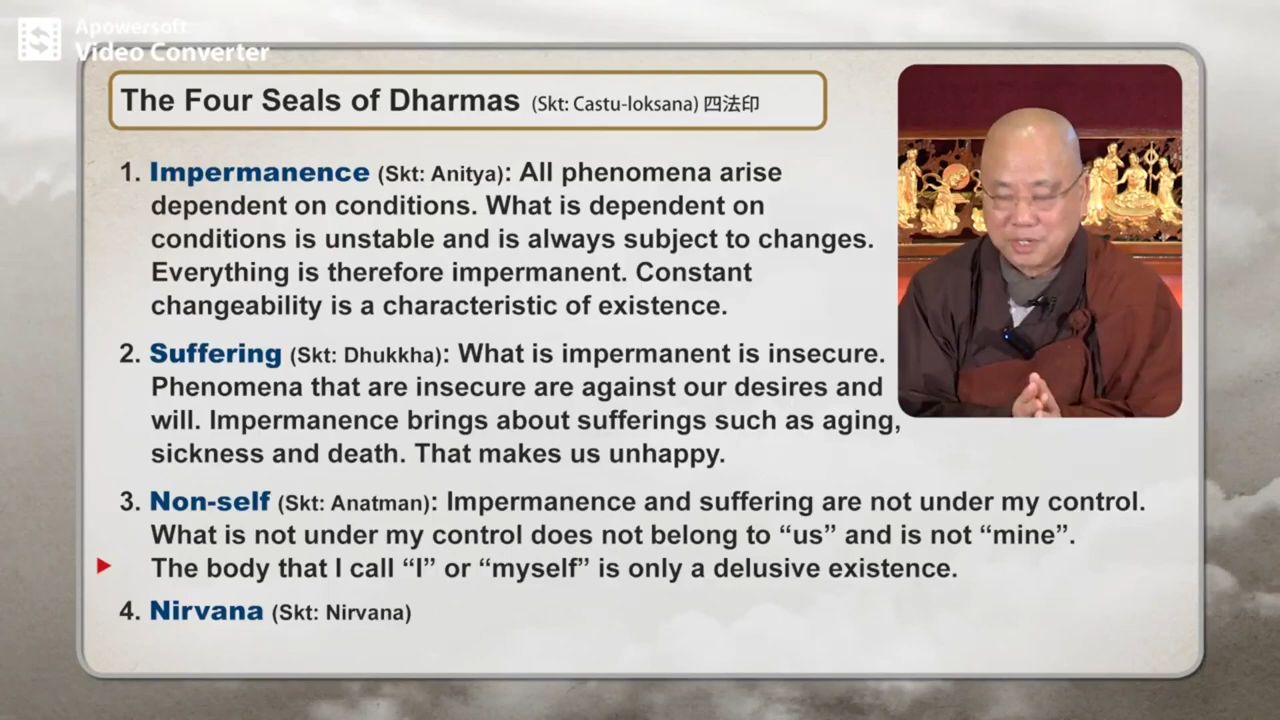 Apowersoft
Video Converter
The Four Seals of Dharmas (Skt: Castu-loksana) 四法印
1. Impermanence (Skt: Anitya): All phenomena arise
dependent on conditions. What is dependent on
conditions is unstable and is always subject to changes.
Everything is therefore impermanent. Constant
changeability is a characteristic of existence.
2. Suffering (Skt: Dhukkha): What is impermanent is insecure.
Phenomena that are insecure are against our desires and
will. Impermanence brings about sufferings such as aging,
sickness and death. That makes us unhappy.
3. Non-self (Skt: Anatman): Impermanence and suffering are not under my control.
What is not under my control does not belong to “us” and is not “mine”.
The body that I call “I” or “myself” is only a delusive existence.
4. Nirvana (Skt: Nirvana)